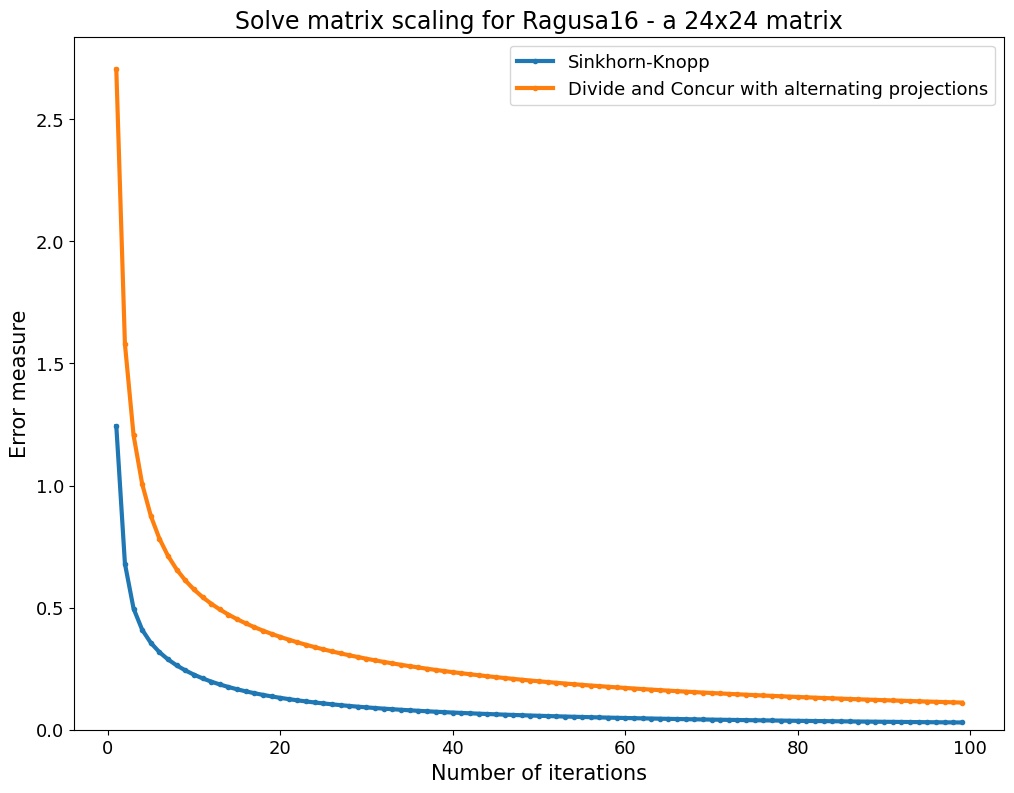 Solve matrix scaling for Ragusa16 - a 24x24 matrix
Sinkhorn-Knopp
Divide and Concur with alternating projections
Error measure
2.5
2.0
1.5
1.0
0.5
0.0
0 20 40 60 80 100
Number of iterations